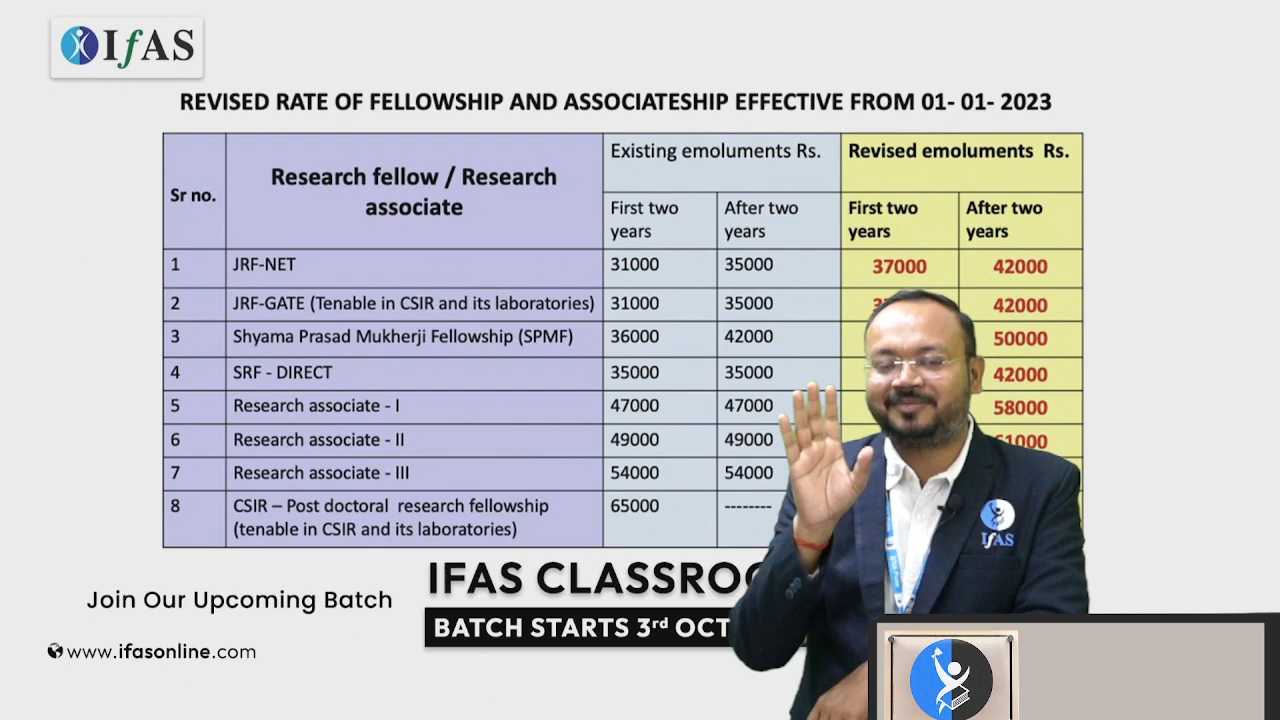 IfAS
REVISED RATE OF FELLOWSHIP AND ASSOCIATESHIP EFFECTIVE FROM 01- 01- 2023
Sr no. Research fellow / Research associate Existing emoluments Rs. Revised emoluments Rs.
First two years After two years First two years After two years
1 JRF-NET 31000 35000 37000 42000
2 JRF-GATE (Tenable in CSIR and its laboratories) 31000 35000 42000
3 Shyama Prasad Mukherji Fellowship (SPMF) 36000 42000 50000
4 SRF - DIRECT 35000 35000 42000
5 Research associate - I 47000 47000 58000
6 Research associate - II 49000 49000 61000
7 Research associate - III 54000 54000
8 CSIR – Post doctoral research fellowship 65000 --------
(tenable in CSIR and its laboratories)
IfAS
IFAS CLASSROO
Join Our Upcoming Batch
BATCH STARTS 3rd OCT
www.ifasonline.com